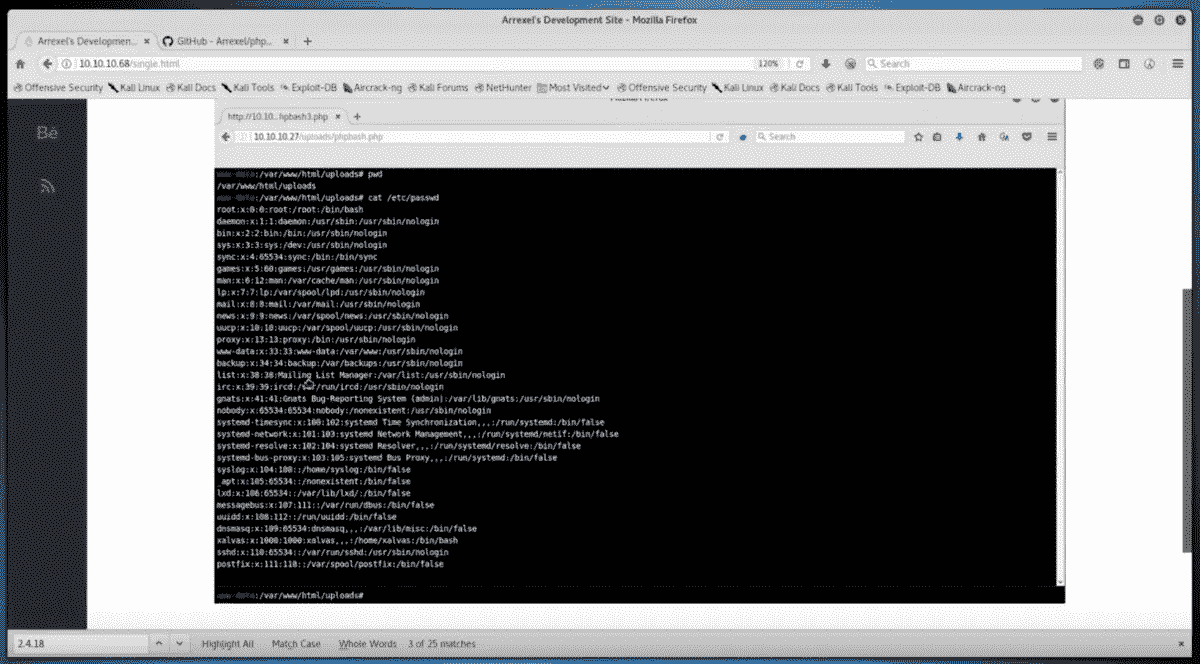 Arrexel's Development Site - Mozilla Firefox
Arrexel's Developmen... × GitHub - Arrexel/php... × +
10.10.10.68/single.html 120% Search
Offensive Security Kali Linux Kali Docs Kali Tools Exploit-DB Aircrack-ng Kali Forums NetHunter Most Visited Offensive Security Kali Linux Kali Docs Kali Tools Exploit-DB Aircrack-ng
Bē
http://10.10...hpbash3.php × +
10.10.10.27/uploads/phpbash.php Search
:/var/www/html/uploads# pwd
/var/www/html/uploads
:/var/www/html/uploads# cat /etc/passwd
root:x:0:0:root:/root:/bin/bash
daemon:x:1:1:daemon:/usr/sbin:/usr/sbin/nologin
bin:x:2:2:bin:/bin:/usr/sbin/nologin
sys:x:3:3:sys:/dev:/usr/sbin/nologin
sync:x:4:65534:sync:/bin:/bin/sync
games:x:5:60:games:/usr/games:/usr/sbin/nologin
man:x:6:12:man:/var/cache/man:/usr/sbin/nologin
lp:x:7:7:lp:/var/spool/lpd:/usr/sbin/nologin
mail:x:8:8:mail:/var/mail:/usr/sbin/nologin
news:x:9:9:news:/var/spool/news:/usr/sbin/nologin
uucp:x:10:10:uucp:/var/spool/uucp:/usr/sbin/nologin
proxy:x:13:13:proxy:/bin:/usr/sbin/nologin
www-data:x:33:33:www-data:/var/www:/usr/sbin/nologin
backup:x:34:34:backup:/var/backups:/usr/sbin/nologin
list:x:38:38:Mailing List Manager:/var/list:/usr/sbin/nologin
irc:x:39:39:ircd:/var/run/ircd:/usr/sbin/nologin
gnats:x:41:41:Gnats Bug-Reporting System (admin):/var/lib/gnats:/usr/sbin/nologin
nobody:x:65534:65534:nobody:/nonexistent:/usr/sbin/nologin
systemd-timesync:x:100:102:systemd Time Synchronization,,,:/run/systemd:/bin/false
systemd-network:x:101:103:systemd Network Management,,,:/run/systemd/netif:/bin/false
systemd-resolve:x:102:104:systemd Resolver,,,:/run/systemd/resolve:/bin/false
systemd-bus-proxy:x:103:105:systemd Bus Proxy,,,:/run/systemd:/bin/false
syslog:x:104:108::/home/syslog:/bin/false
_apt:x:105:65534::/nonexistent:/bin/false
lxd:x:106:65534::/var/lib/lxd/:/bin/false
messagebus:x:107:111::/var/run/dbus:/bin/false
uuidd:x:108:112::/run/uuidd:/bin/false
dnsmasq:x:109:65534:dnsmasq,,,:/var/lib/misc:/bin/false
xalvas:x:1000:1000:xalvas,,,:/home/xalvas:/bin/bash
sshd:x:110:65534::/var/run/sshd:/usr/sbin/nologin
postfix:x:111:118::/var/spool/postfix:/bin/false
:/var/www/html/uploads#
2.4.18 Highlight All Match Case Whole Words 3 of 25 matches